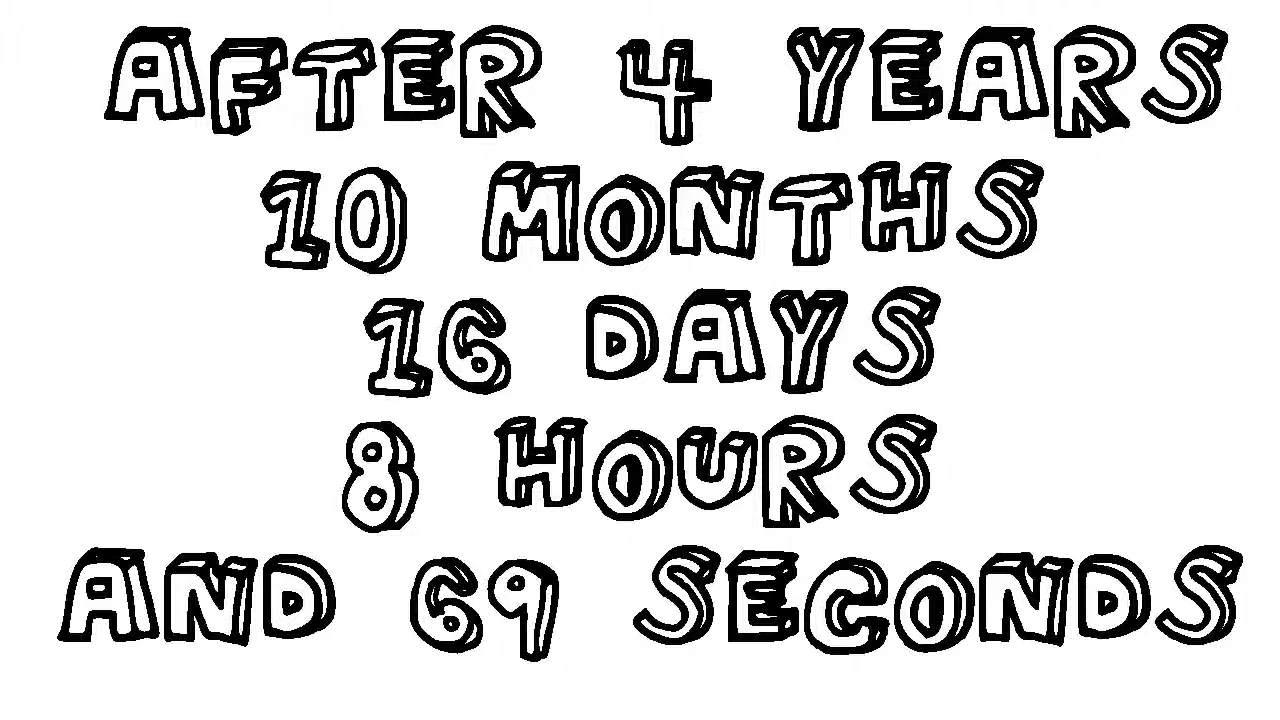 AFTER 4 YEARS
10 MONTHS
16 DAYS
8 HOURS
AND 69 SECONDS